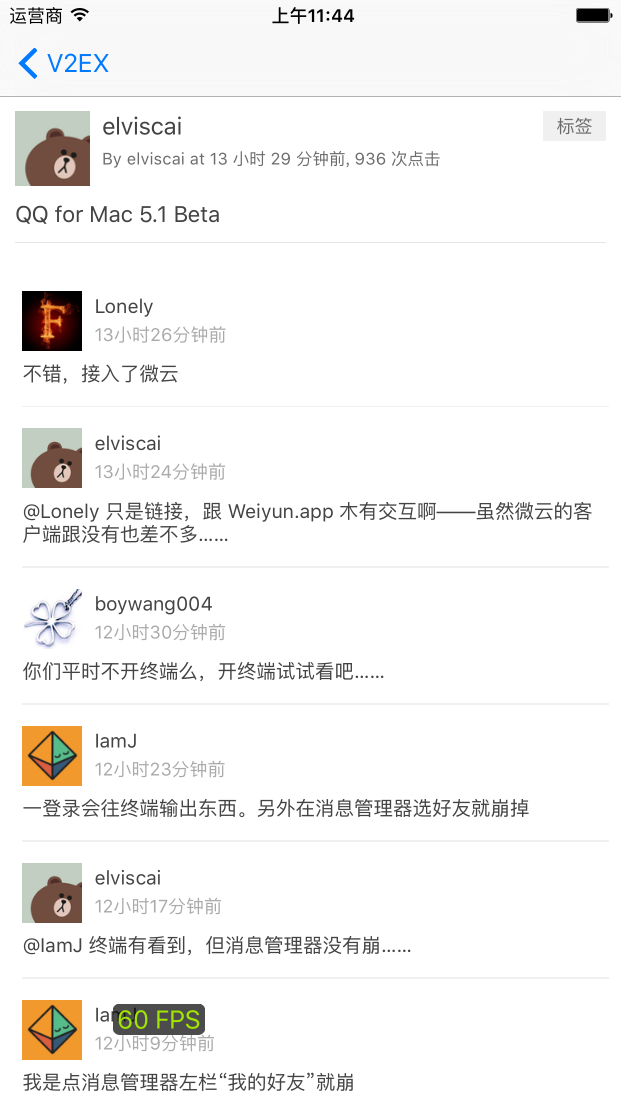 运营商 上午11:44
V2EX
elviscai 标签
By elviscai at 13 小时 29 分钟前, 936 次点击
QQ for Mac 5.1 Beta
F
Lonely
13小时26分钟前
不错，接入了微云
elviscai
13小时24分钟前
@Lonely 只是链接，跟 Weiyun.app 木有交互啊——虽然微云的客
户端跟没有也差不多……
boywang004
12小时30分钟前
你们平时不开终端么，开终端试试看吧……
IamJ
12小时23分钟前
一登录会往终端输出东西。另外在消息管理器选好友就崩掉
elviscai
12小时17分钟前
@IamJ 终端有看到，但消息管理器没有崩……
IamJ
60 FPS
12小时9分钟前
我是点消息管理器左栏“我的好友”就崩